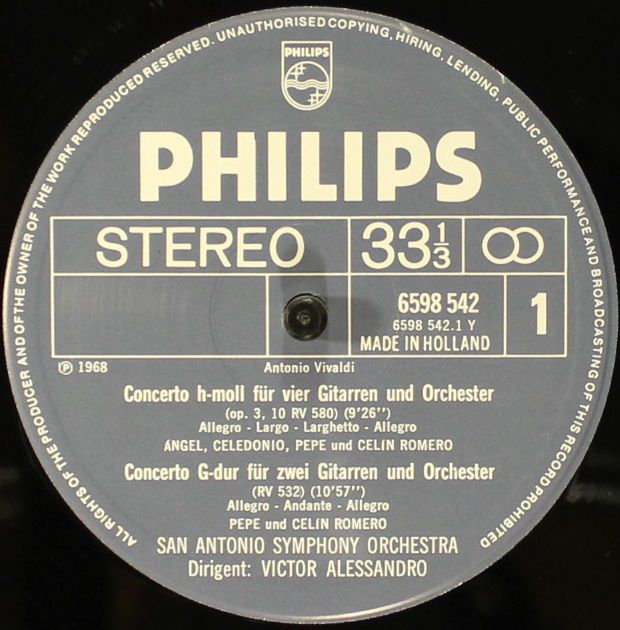 ALL RIGHTS OF THE PRODUCER AND OF THE OWNER OF THE WORK REPRODUCED RESERVED. UNAUTHORISED COPYING, HIRING, LENDING, PUBLIC PERFORMANCE AND BROADCASTING OF THIS RECORD PROHIBITED
PHILIPS
PHILIPS
STEREO 33⅓
6598 542
6598 542.1 Y
MADE IN HOLLAND
1
℗ 1968 Antonio Vivaldi
Concerto h-moll für vier Gitarren und Orchester
(op. 3, 10 RV 580) (9'26'')
Allegro - Largo - Larghetto - Allegro
ANGEL, CELEDONIO, PEPE und CELÍN ROMERO
Concerto G-dur für zwei Gitarren und Orchester
(RV 532) (10'57'')
Allegro - Andante - Allegro
PEPE und CELÍN ROMERO
SAN ANTONIO SYMPHONY ORCHESTRA
Dirigent: VICTOR ALESSANDRO